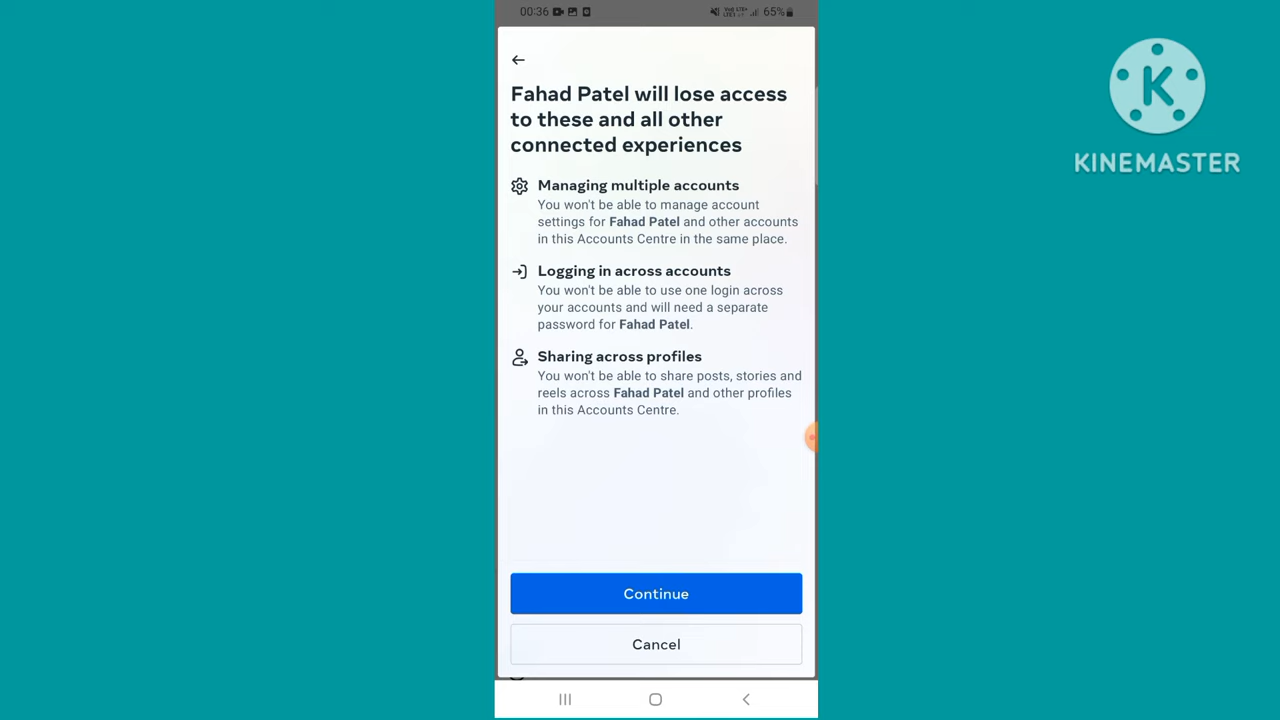 00:36
65%
Fahad Patel will lose access
to these and all other
connected experiences
Managing multiple accounts
You won't be able to manage account
settings for Fahad Patel and other accounts
in this Accounts Centre in the same place.
Logging in across accounts
You won't be able to use one login across
your accounts and will need a separate
password for Fahad Patel.
Sharing across profiles
You won't be able to share posts, stories and
reels across Fahad Patel and other profiles
in this Accounts Centre.
Continue
Cancel
K
KINEMASTER